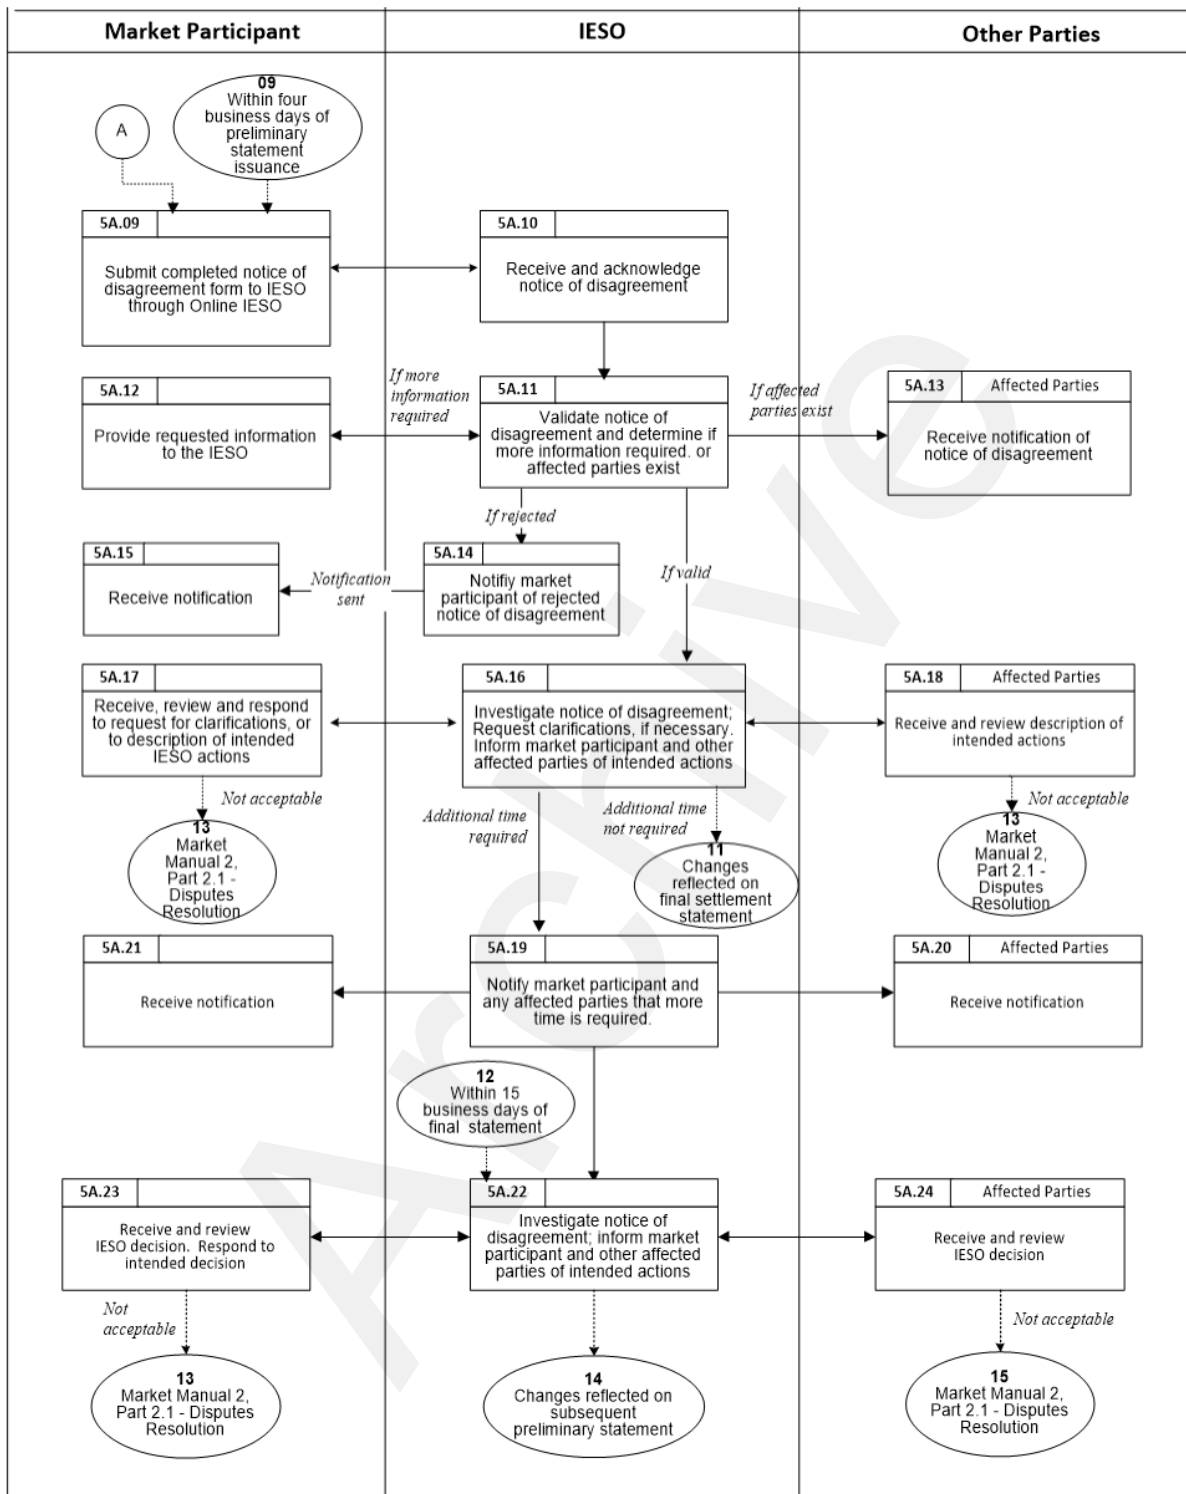 Market Participant
IESO
Other Parties
A
09
Within four
business days of
preliminary
statement
issuance
5A.09
Submit completed notice of
disagreement form to IESO
through Online IESO
5A.10
Receive and acknowledge
notice of disagreement
5A.12
Provide requested information
to the IESO
If more
information
required
5A.11
Validate notice of
disagreement and determine if
more information required. or
affected parties exist
If affected
parties exist
5A.13
Affected Parties
Receive notification of
notice of disagreement
If rejected
If valid
5A.15
Receive notification
Notification
sent
5A.14
Notifiy market
participant of rejected
notice of disagreement
5A.17
Receive, review and respond
to request for clarifications, or
to description of intended
IESO actions
5A.16
Investigate notice of disagreement;
Request clarifications, if necessary.
Inform market participant and other
affected parties of intended actions
5A.18
Affected Parties
Receive and review description of
intended actions
Not acceptable
13
Market
Manual 2,
Part 2.1 -
Disputes
Resolution
Additional time
required
Additional time
not required
11
Changes
reflected on
final settlement
statement
Not acceptable
13
Market
Manual 2,
Part 2.1 -
Disputes
Resolution
5A.21
Receive notification
5A.19
Notify market participant and
any affected parties that more
time is required.
5A.20
Affected Parties
Receive notification
12
Within 15
business days of
final statement
5A.23
Receive and review
IESO decision. Respond to
intended decision
5A.22
Investigate notice of
disagreement; inform market
participant and other affected
parties of intended actions
5A.24
Affected Parties
Receive and review
IESO decision
Not
acceptable
13
Market Manual 2,
Part 2.1 - Disputes
Resolution
14
Changes reflected on
subsequent
preliminary statement
Not acceptable
15
Market Manual 2,
Part 2.1 - Disputes
Resolution
Archive